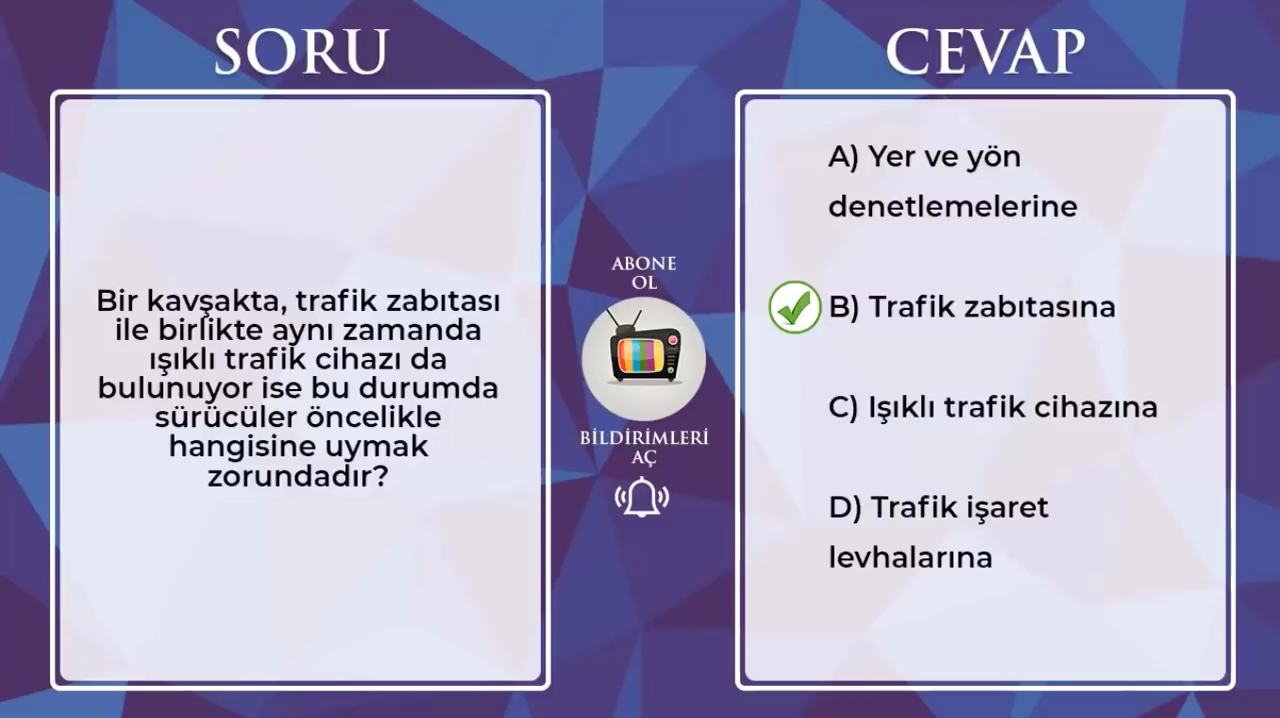 SORU
Bir kavşakta, trafik zabıtası
ile birlikte aynı zamanda
ışıklı trafik cihazı da
bulunuyor ise bu durumda
sürücüler öncelikle
hangisine uymak
zorundadır?
ABONE
OL
BİLDİRİMLERİ
AÇ
CEVAP
A) Yer ve yön
denetlemelerine
B) Trafik zabıtasına
C) Işıklı trafik cihazına
D) Trafik işaret
levhalarına